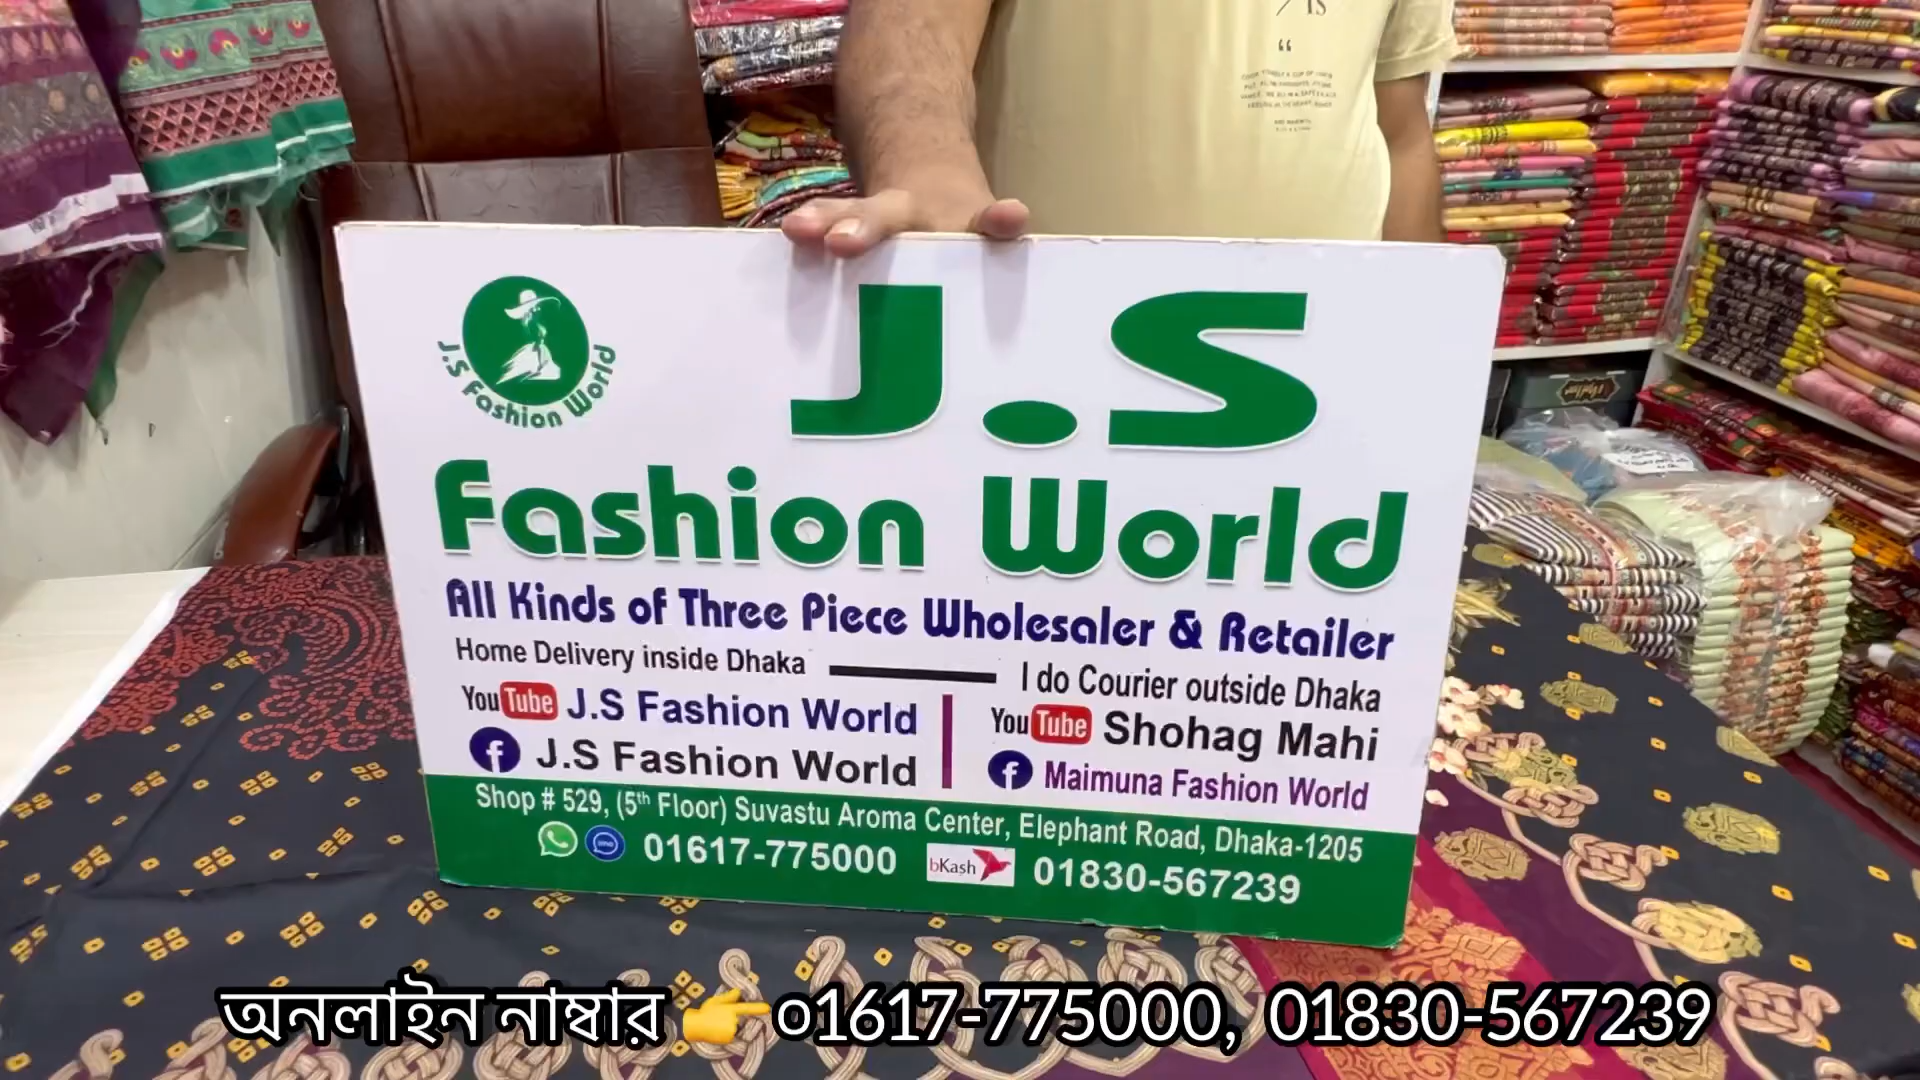 J.S Fashion World
J.S
Fashion World
All Kinds of Three Piece Wholesaler & Retailer
Home Delivery inside Dhaka
I do Courier outside Dhaka
YouTube J.S Fashion World
YouTube Shohag Mahi
f J.S Fashion World
f Maimuna Fashion World
Shop # 529, (5th Floor) Suvastu Aroma Center, Elephant Road, Dhaka-1205
01617-775000
bKash 01830-567239
অনলাইন নাম্বার 👉01617-775000, 01830-567239